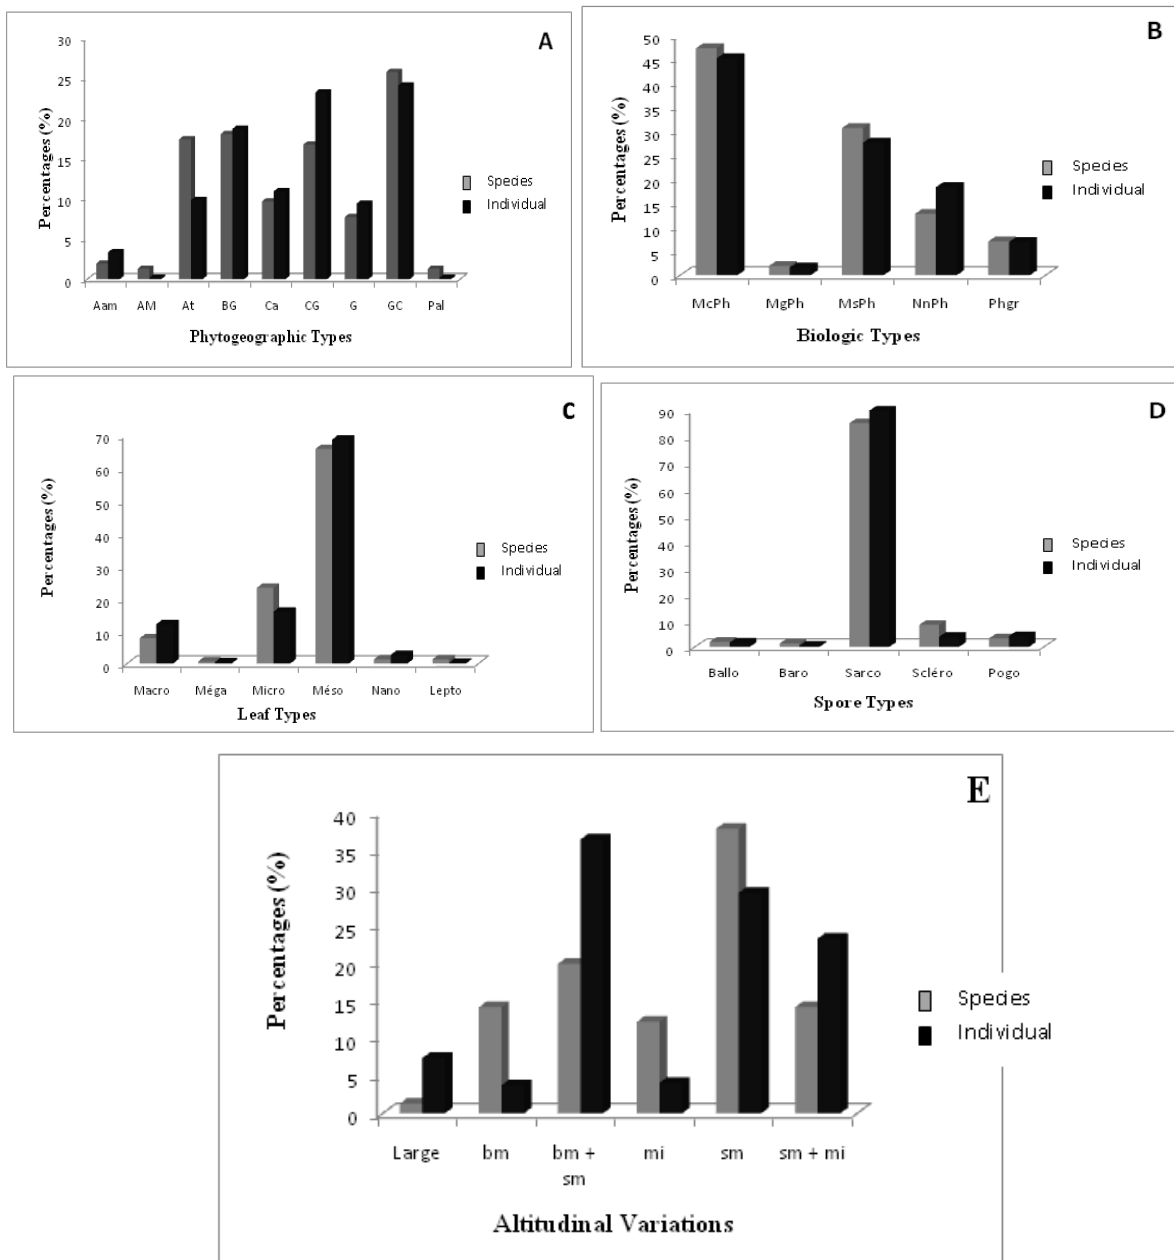 A
30
25
20
15
10
5
0
Percentages (%)
Aam AM At BG Ca CG G GC Pal
Phytogeographic Types
Species
Individual
B
50
45
40
35
30
25
20
15
10
5
0
Percentages (%)
McPh MgPh MsPh NnPh Phgr
Biologic Types
Species
Individual
C
70
60
50
40
30
20
10
0
Percentages (%)
Macro Méga Micro Méso Nano Lepto
Leaf Types
Species
Individual
D
90
80
70
60
50
40
30
20
10
0
Percentages (%)
Ballo Baro Sarco Scléro Pogo
Spore Types
Species
Individual
E
40
35
30
25
20
15
10
5
0
Percentages (%)
Large bm bm + mi sm sm + mi
sm
Altitudinal Variations
Species
Individual